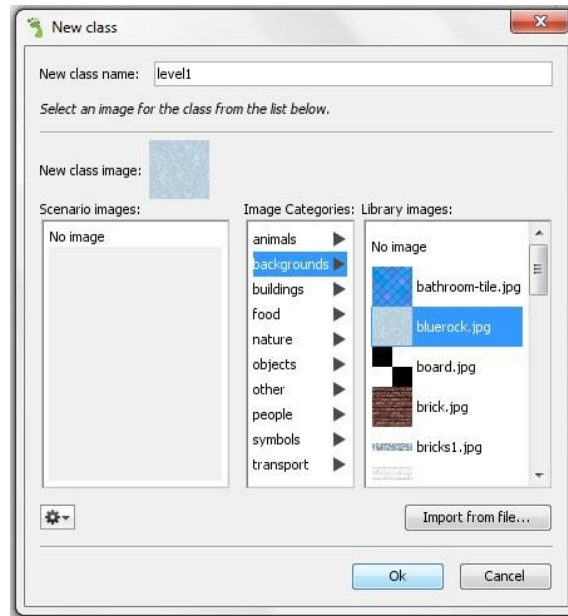 New class
New class name: level1
Select an image for the class from the list below.
New class image:
Scenario images:
No image
Image Categories:
animals
backgrounds
buildings
food
nature
objects
other
people
symbols
transport
Library images:
No image
bathroom-tile.jpg
bluerock.jpg
board.jpg
brick.jpg
bricks1.jpg
Import from file...
Ok
Cancel